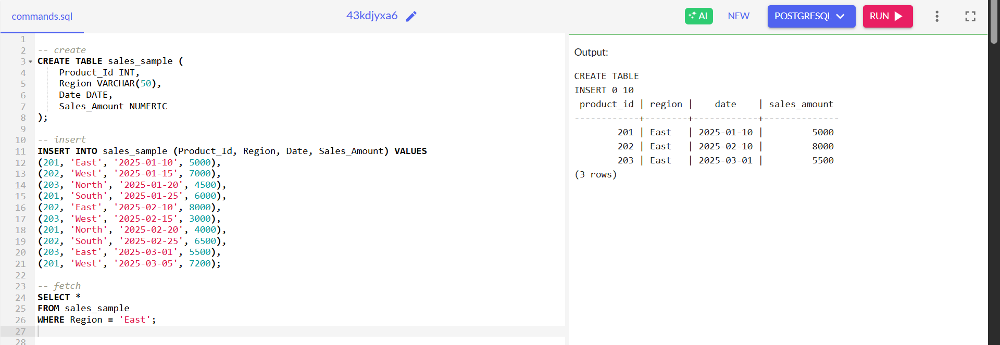 commands.sql
43kdjyxa6
AI
NEW
POSTGRESQL
RUN
1
2 -- create
3 CREATE TABLE sales_sample (
4     Product_Id INT,
5     Region VARCHAR(50),
6     Date DATE,
7     Sales_Amount NUMERIC
8 );
9
10 -- insert
11 INSERT INTO sales_sample (Product_Id, Region, Date, Sales_Amount) VALUES
12 (201, 'East', '2025-01-10', 5000),
13 (202, 'West', '2025-01-15', 7000),
14 (203, 'North', '2025-01-20', 4500),
15 (201, 'South', '2025-01-25', 6000),
16 (202, 'East', '2025-02-10', 8000),
17 (203, 'West', '2025-02-15', 3000),
18 (201, 'North', '2025-02-20', 4000),
19 (202, 'South', '2025-02-25', 6500),
20 (203, 'East', '2025-03-01', 5500),
21 (201, 'West', '2025-03-05', 7200);
22
23 -- fetch
24 SELECT *
25 FROM sales_sample
26 WHERE Region = 'East';
27
28
Output:
CREATE TABLE
INSERT 0 10
 product_id | region |    date    | sales_amount
------------+--------+------------+--------------
        201 | East   | 2025-01-10 |         5000
        202 | East   | 2025-02-10 |         8000
        203 | East   | 2025-03-01 |         5500
(3 rows)